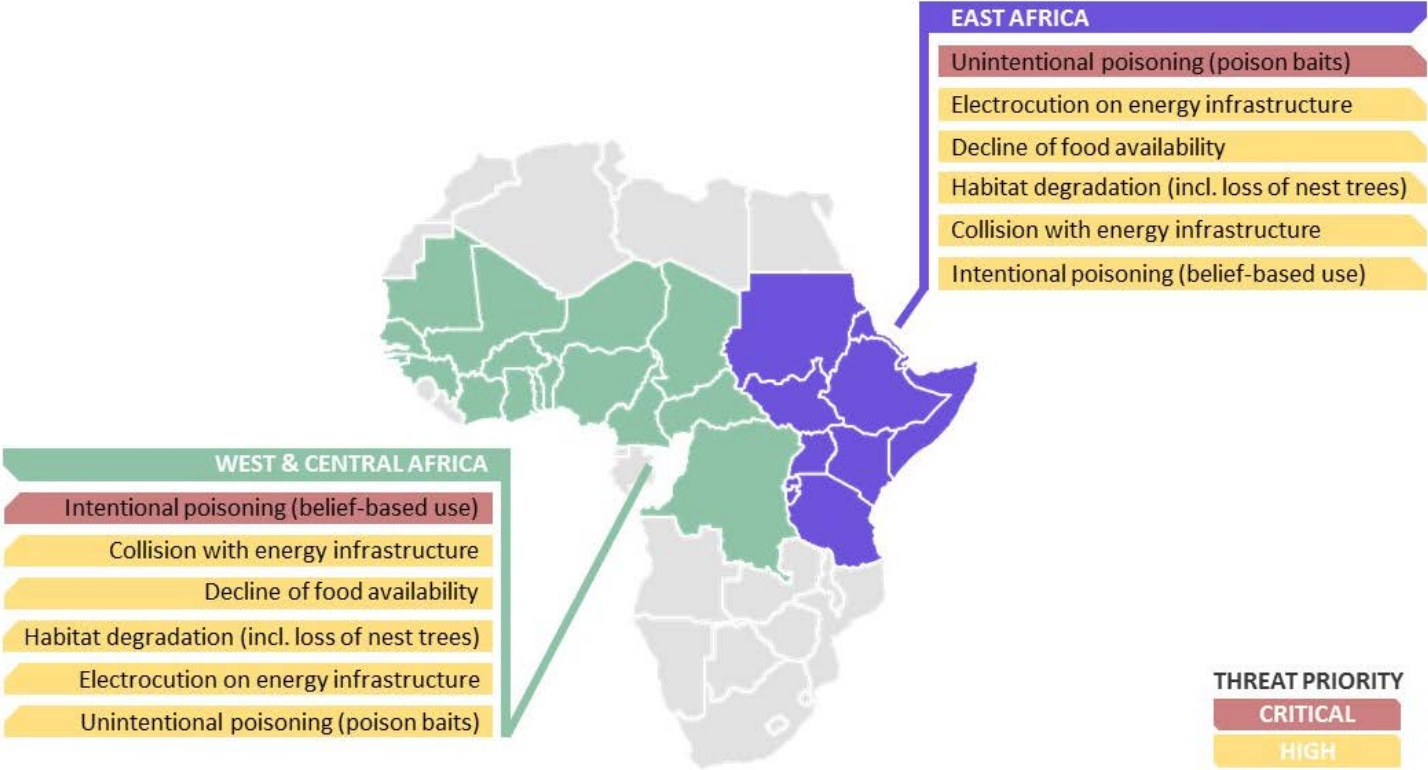 EAST AFRICA
Unintentional poisoning (poison baits)
Electrocution on energy infrastructure
Decline of food availability
Habitat degradation (incl. loss of nest trees)
Collision with energy infrastructure
Intentional poisoning (belief-based use)
WEST & CENTRAL AFRICA
Intentional poisoning (belief-based use)
Collision with energy infrastructure
Decline of food availability
Habitat degradation (incl. loss of nest trees)
Electrocution on energy infrastructure
Unintentional poisoning (poison baits)
THREAT PRIORITY
CRITICAL
HIGH